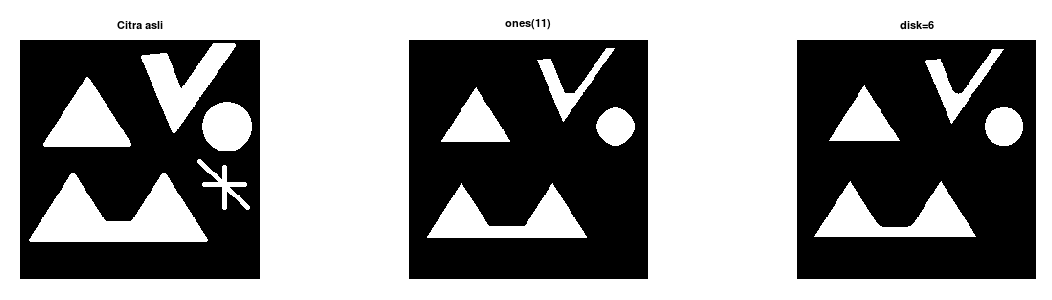 Citra asli
ones(11)
disk=6